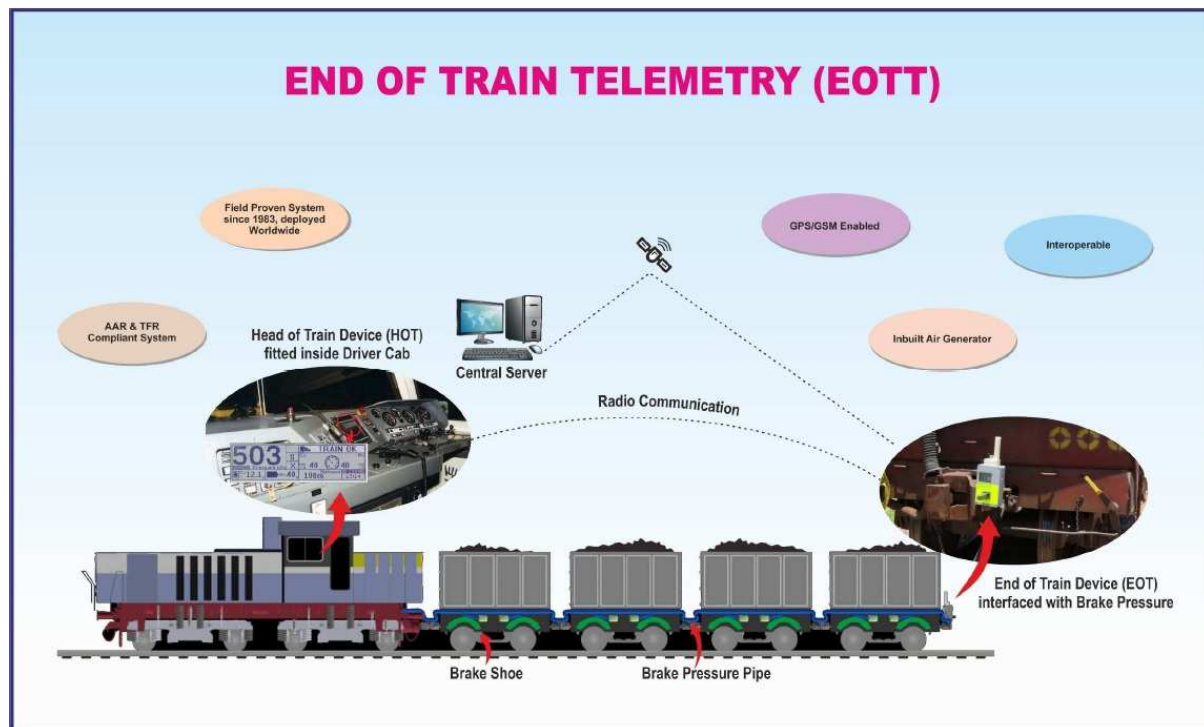 END OF TRAIN TELEMETRY (EOTT)
Field Proven System
since 1983, deployed
Worldwide
GPS/GSM Enabled
Interoperable
AAR & TFR
Compliant System
Head of Train Device (HOT)
fitted inside Driver Cab
Central Server
Inbuilt Air Generator
Radio Communication
503
TRAIN OK
End of Train Device (EOT)
interfaced with Brake Pressure
Brake Shoe
Brake Pressure Pipe